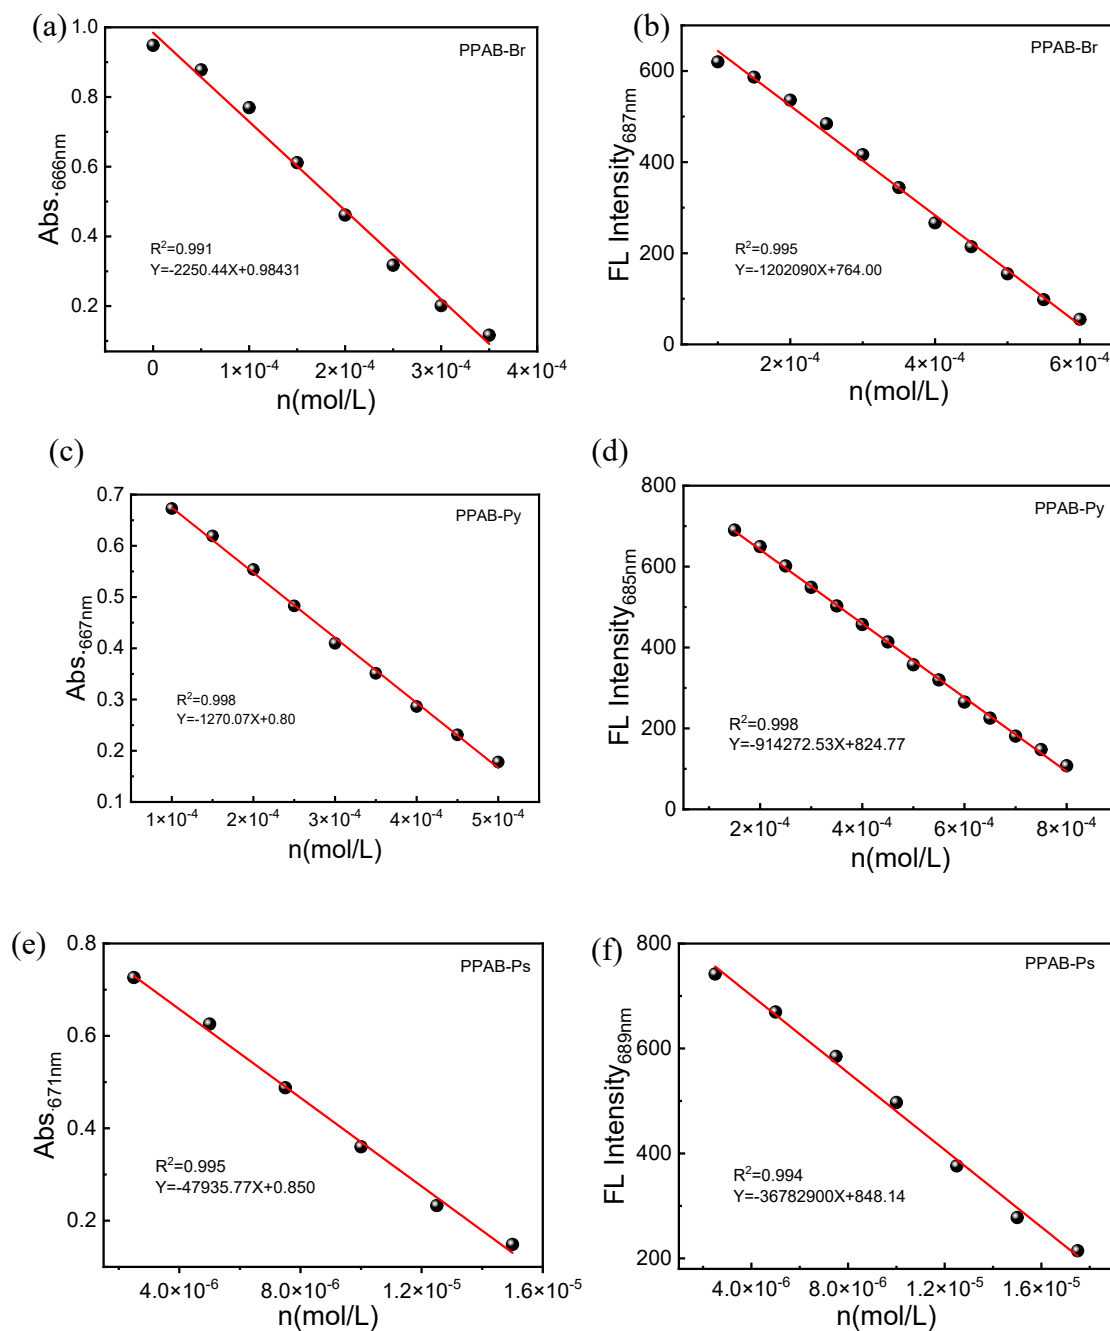 (a)
PPAB-Br
Abs.666nm
1.0
0.8
0.6
0.4
0.2
R²=0.991
Y=-2250.44X+0.98431
0
1×10⁻⁴
2×10⁻⁴
3×10⁻⁴
4×10⁻⁴
n(mol/L)
(b)
PPAB-Br
FL Intensity687nm
600
400
200
0
R²=0.995
Y=-1202090X+764.00
2×10⁻⁴
4×10⁻⁴
6×10⁻⁴
n(mol/L)
(c)
PPAB-Py
Abs.667nm
0.7
0.6
0.5
0.4
0.3
0.2
0.1
R²=0.998
Y=-1270.07X+0.80
1×10⁻⁴
2×10⁻⁴
3×10⁻⁴
4×10⁻⁴
5×10⁻⁴
n(mol/L)
(d)
PPAB-Py
FL Intensity685nm
800
600
400
200
0
R²=0.998
Y=-914272.53X+824.77
2×10⁻⁴
4×10⁻⁴
6×10⁻⁴
8×10⁻⁴
n(mol/L)
(e)
PPAB-Ps
Abs.671nm
0.8
0.6
0.4
0.2
R²=0.995
Y=-47935.77X+0.850
4.0×10⁻⁶
8.0×10⁻⁶
1.2×10⁻⁵
1.6×10⁻⁵
n(mol/L)
(f)
PPAB-Ps
FL Intensity689nm
800
600
400
200
R²=0.994
Y=-36782900X+848.14
4.0×10⁻⁶
8.0×10⁻⁶
1.2×10⁻⁵
1.6×10⁻⁵
n(mol/L)